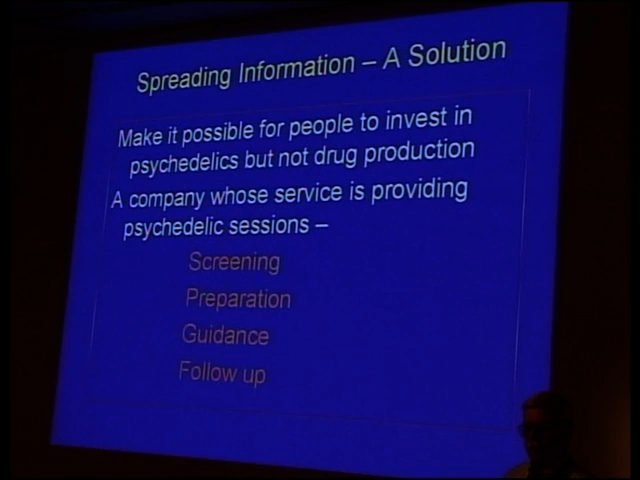 Spreading Information – A Solution
Make it possible for people to invest in
psychedelics but not drug production
A company whose service is providing
psychedelic sessions –
Screening
Preparation
Guidance
Follow up